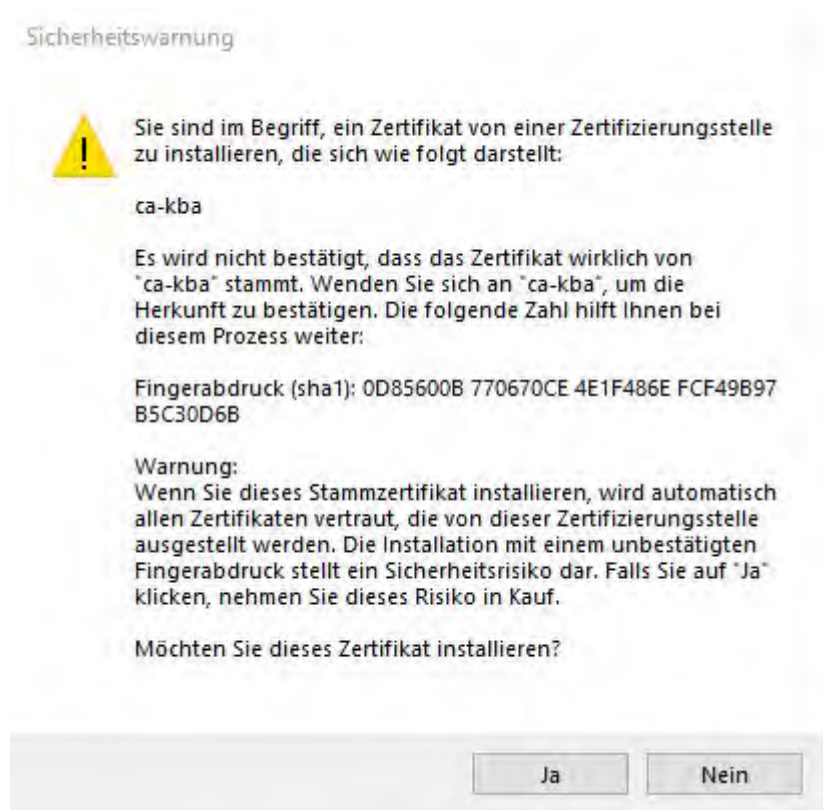 Sicherheitswarnung
Sie sind im Begriff, ein Zertifikat von einer Zertifizierungsstelle
zu installieren, die sich wie folgt darstellt:
ca-kba
Es wird nicht bestätigt, dass das Zertifikat wirklich von
"ca-kba" stammt. Wenden Sie sich an "ca-kba", um die
Herkunft zu bestätigen. Die folgende Zahl hilft Ihnen bei
diesem Prozess weiter:
Fingerabdruck (sha1): 0D85600B 770670CE 4E1F486E FCF49B97
B5C30D6B
Warnung:
Wenn Sie dieses Stammzertifikat installieren, wird automatisch
allen Zertifikaten vertraut, die von dieser Zertifizierungsstelle
ausgestellt werden. Die Installation mit einem unbestätigten
Fingerabdruck stellt ein Sicherheitsrisiko dar. Falls Sie auf "Ja"
klicken, nehmen Sie dieses Risiko in Kauf.
Möchten Sie dieses Zertifikat installieren?
Ja Nein